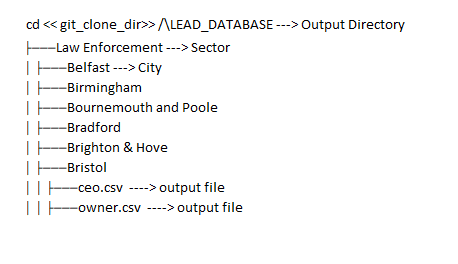 cd << git_clone_dir>> /\LEAD_DATABASE ---> Output Directory
├───Law Enforcement ---> Sector
│ ├───Belfast ---> City
│ ├───Birmingham
│ ├───Bournemouth and Poole
│ ├───Bradford
│ ├───Brighton & Hove
│ ├───Bristol
│ │ ├───ceo.csv ----> output file
│ │ ├───owner.csv ----> output file